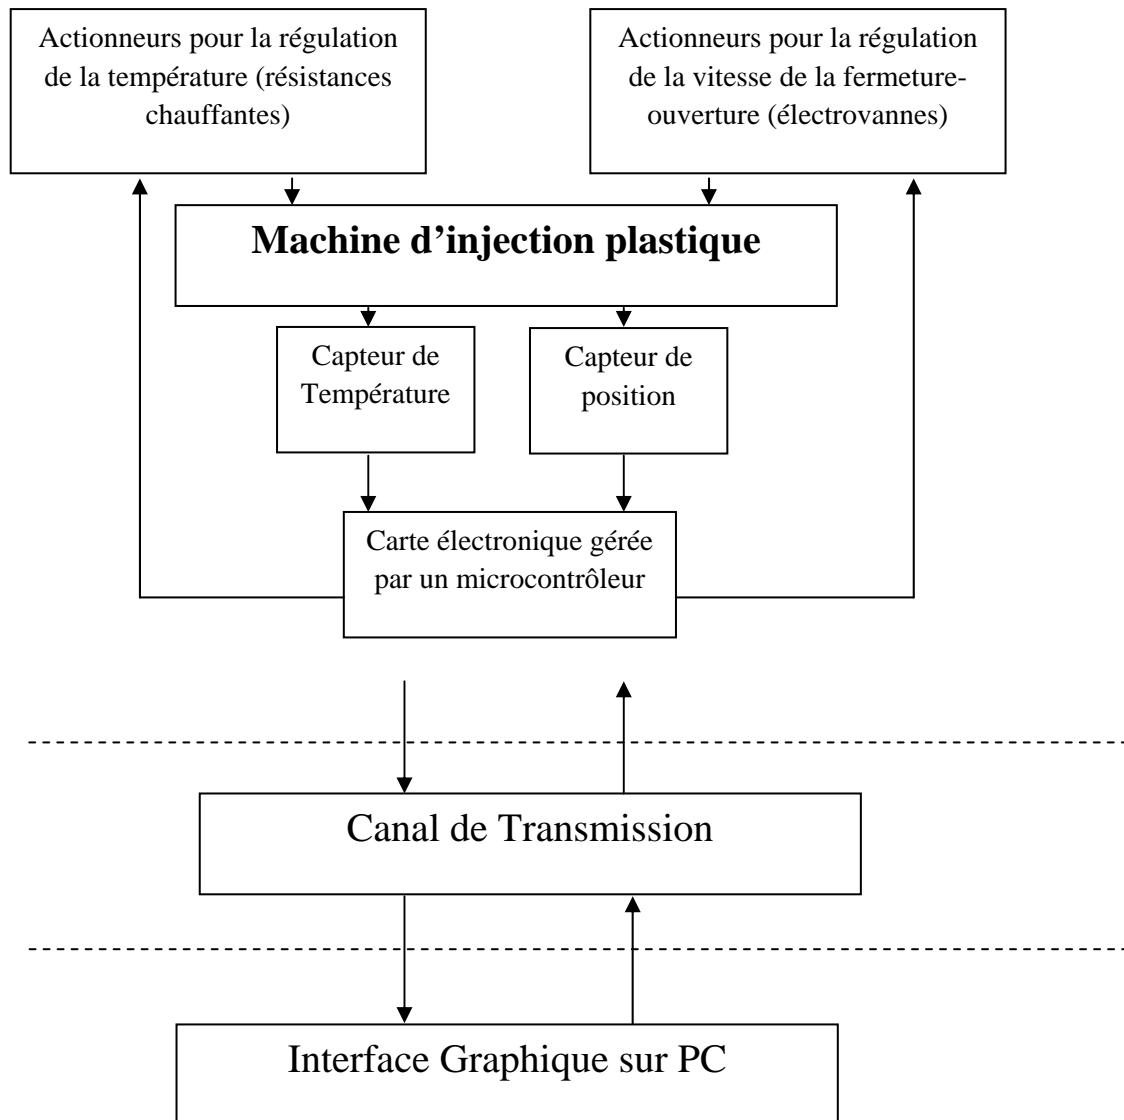 Actionneurs pour la régulation
de la température (résistances
chauffantes)
Actionneurs pour la régulation
de la vitesse de la fermeture-
ouverture (électrovannes)
Machine d’injection plastique
Capteur de
Température
Capteur de
position
Carte électronique gérée
par un microcontrôleur
Canal de Transmission
Interface Graphique sur PC